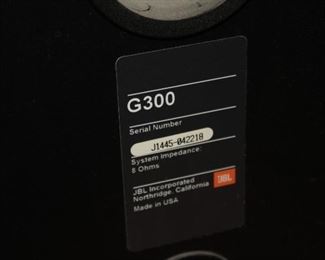 G300
Serial Number
J1445-042218
System Impedance:
8 Ohms
JBL Incorporated
Northridge, California
Made in USA
JBL